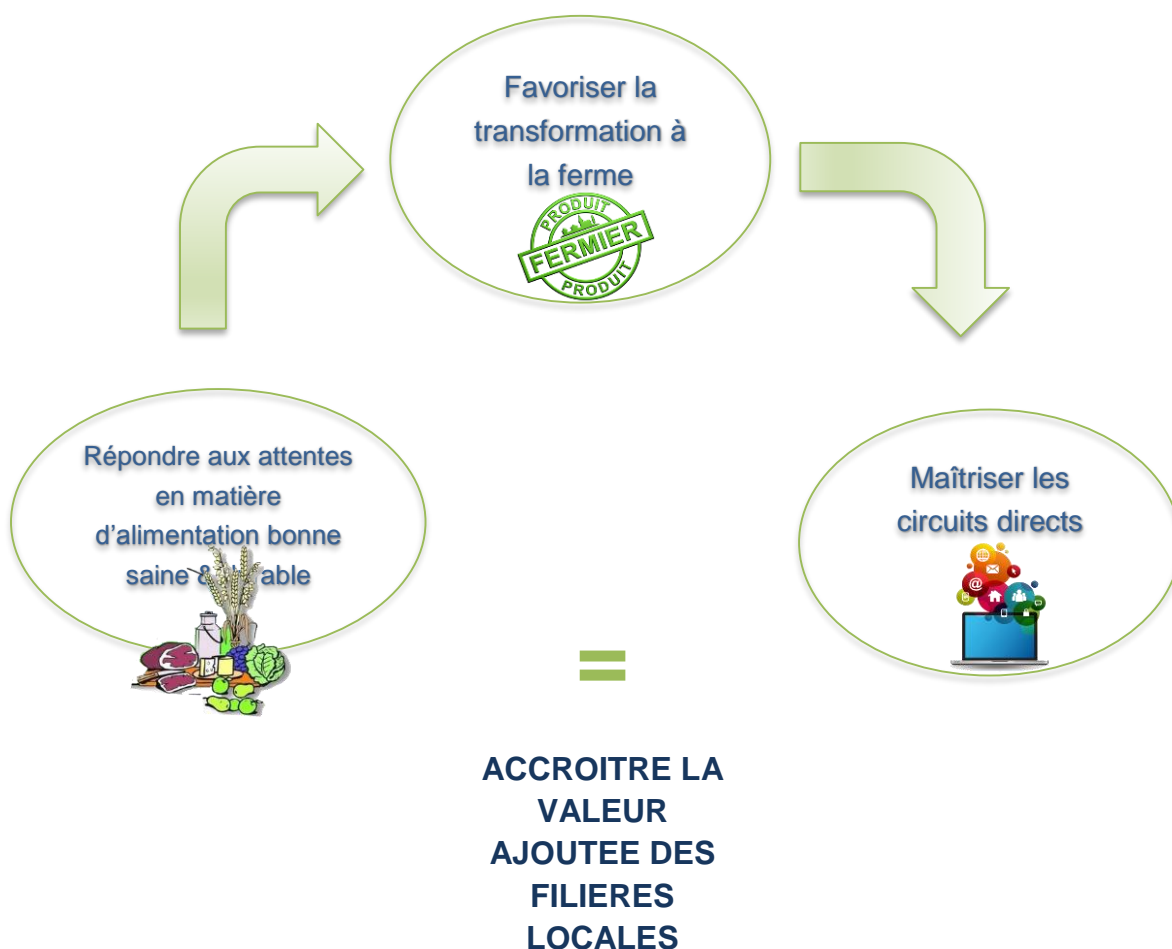 Favoriser la
transformation à
la ferme
PRODUIT
FERMIER
PRODUIT
Répondre aux attentes
en matière
d'alimentation bonne
saine &
Maîtriser les
circuits directs
@
=
ACCROITRE LA
VALEUR
AJOUTEE DES
FILIERES
LOCALES